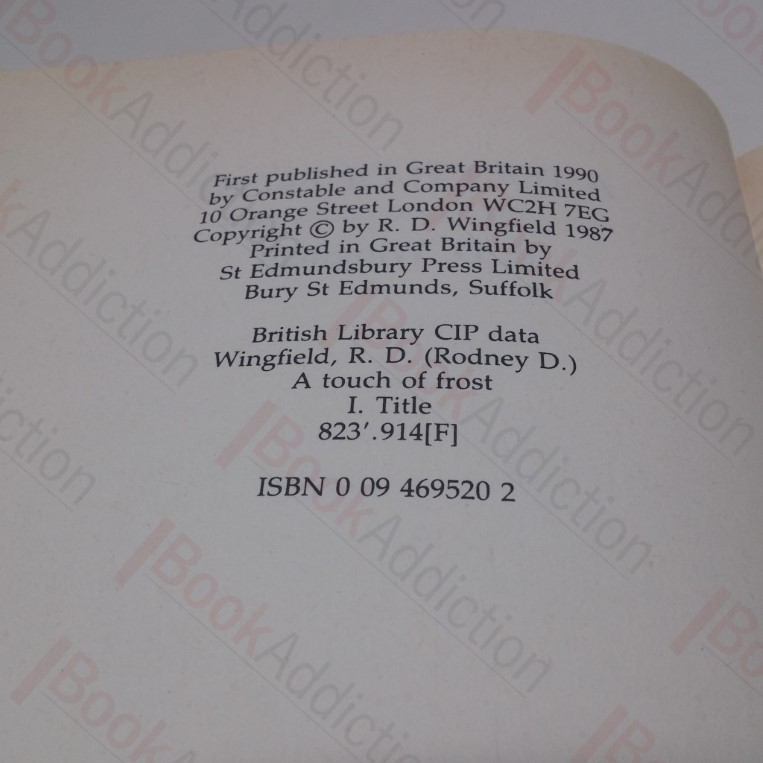 First published in Great Britain 1990
by Constable and Company Limited
10 Orange Street London WC2H 7EG
Copyright © by R. D. Wingfield 1987
Printed in Great Britain by
St Edmundsbury Press Limited
Bury St Edmunds, Suffolk
British Library CIP data
Wingfield, R. D. (Rodney D.)
A touch of frost
I. Title
823′.914[F]
ISBN 0 09 469520 2
BookAddiction